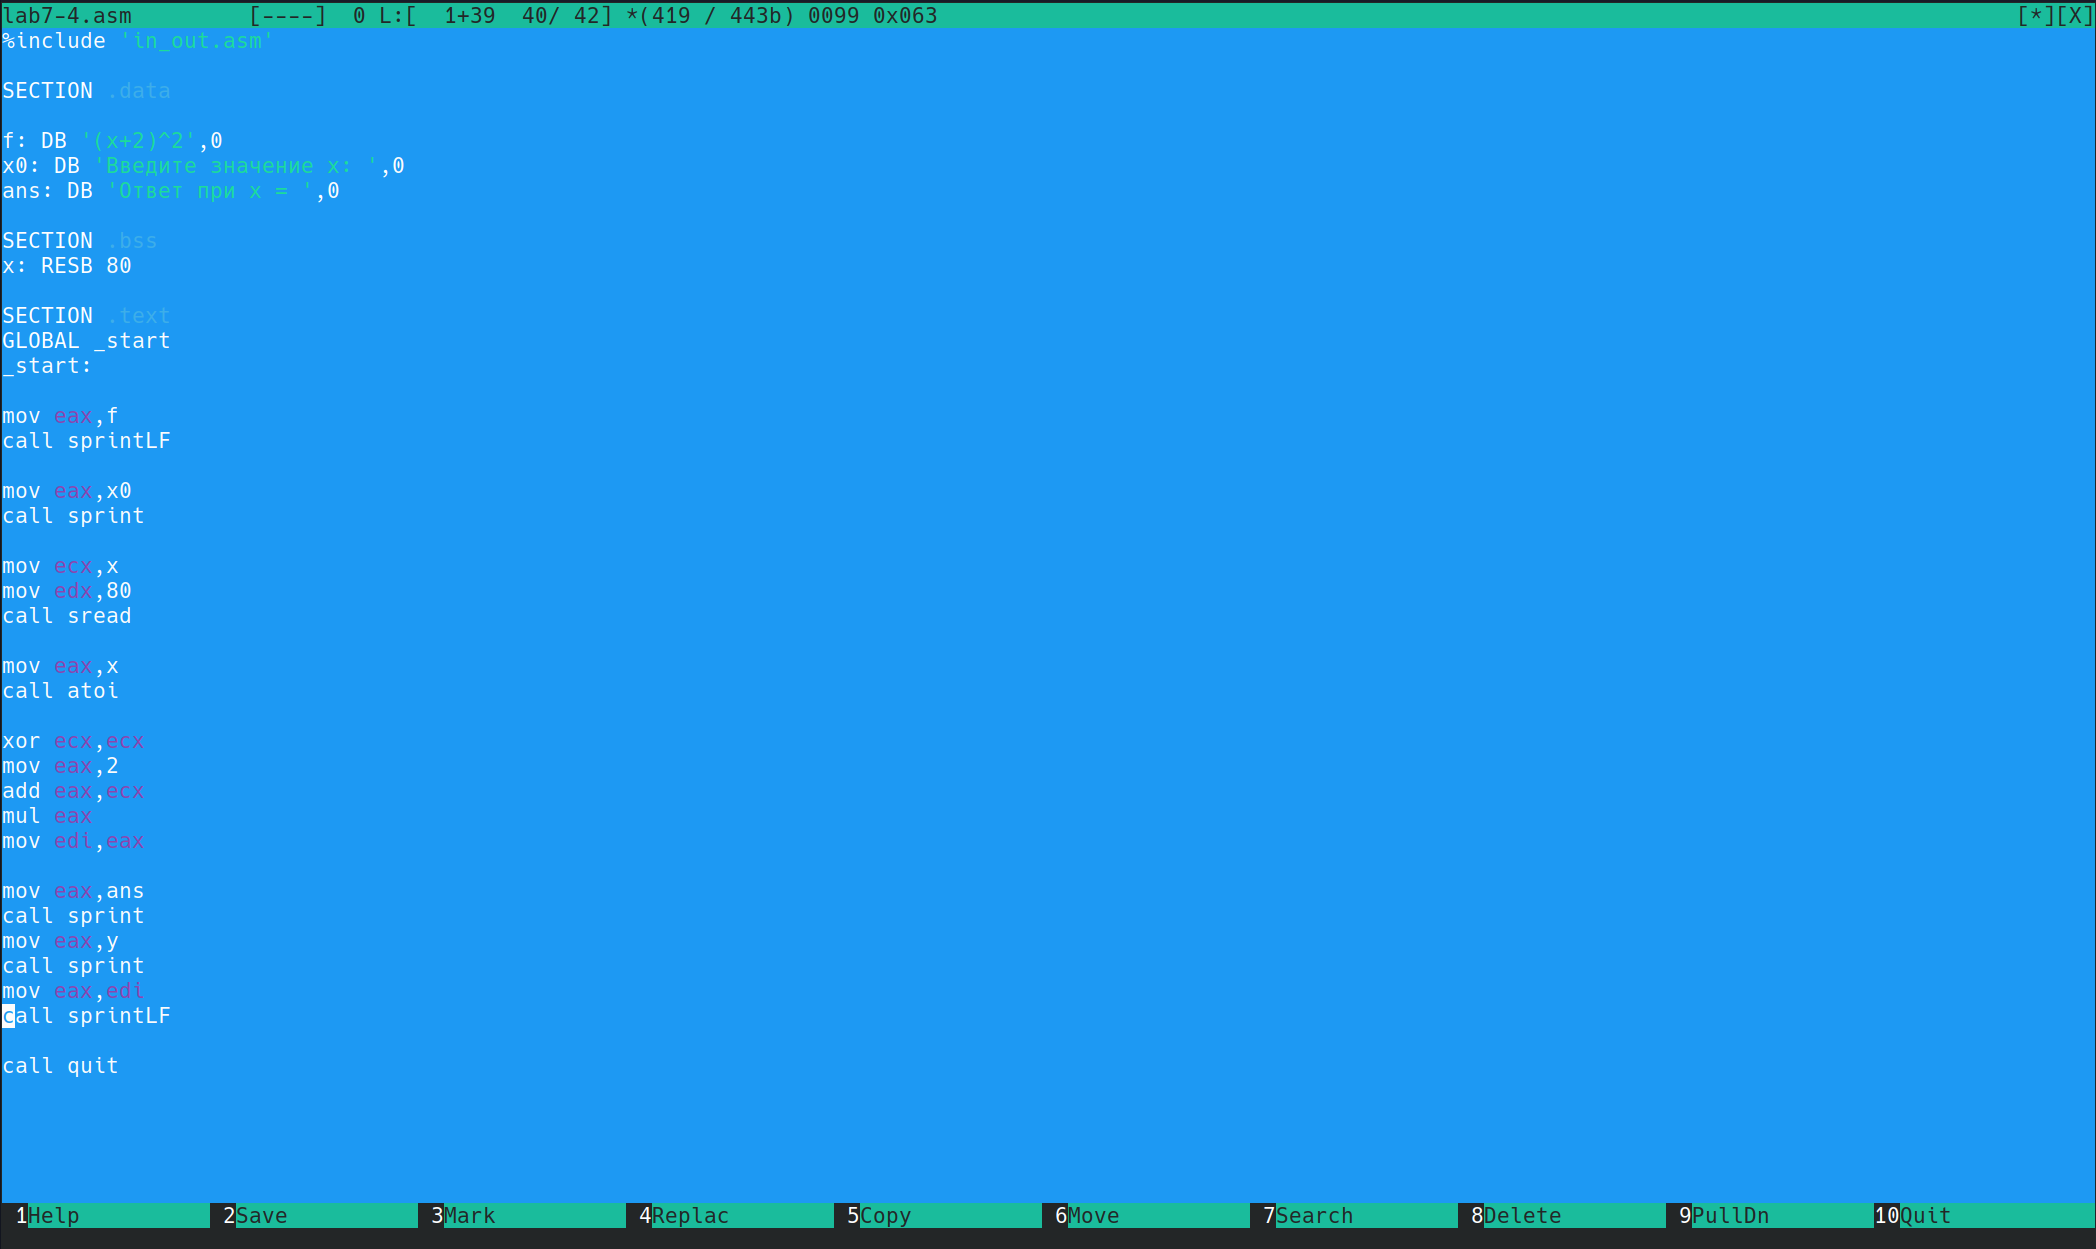 lab7-4.asm [----] 0 L:[ 1+39 40/ 42] *(419 / 443b) 0099 0x063 [*][X]
%include 'in_out.asm'
SECTION .data
f: DB '(x+2)^2',0
x0: DB 'Введите значение x: ',0
ans: DB 'Ответ при x = ',0
SECTION .bss
x: RESB 80
SECTION .text
GLOBAL _start
_start:
mov eax,f
call sprintLF
mov eax,x0
call sprint
mov ecx,x
mov edx,80
call sread
mov eax,x
call atoi
xor ecx,ecx
mov eax,2
add eax,ecx
mul eax
mov edi,eax
mov eax,ans
call sprint
mov eax,y
call sprint
mov eax,edi
call sprintLF
call quit
1Help 2Save 3Mark 4Replac 5Copy 6Move 7Search 8Delete 9PullDn 10Quit